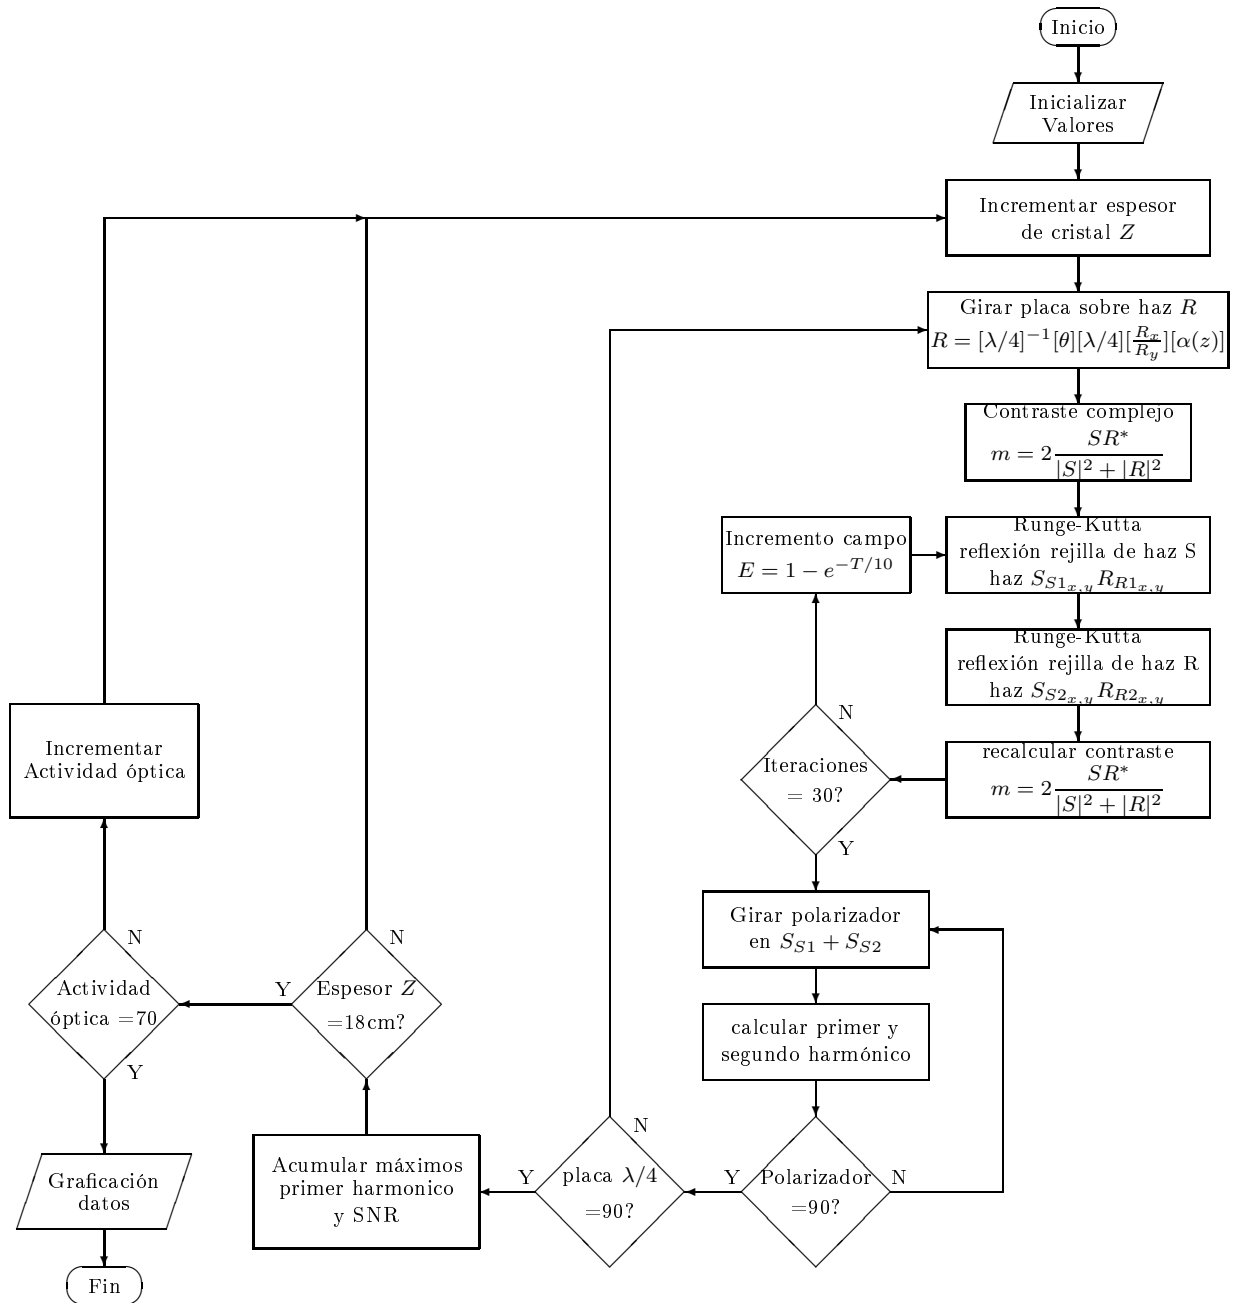 Inicio
Inicializar
Valores
Incrementar espesor
de cristal Z
Girar placa sobre haz R
R = [λ/4]⁻¹[θ][λ/4][R_x/R_y][α(z)]
Contraste complejo
m = 2 SR*/(|S|² + |R|²)
Runge-Kutta
reflexión rejilla de haz S
haz S_{S1_{x,y}} R_{R1_{x,y}}
Incremento campo
E = 1 − e^{−T/10}
Runge-Kutta
reflexión rejilla de haz R
haz S_{S2_{x,y}} R_{R2_{x,y}}
recalcular contraste
m = 2 SR*/(|S|² + |R|²)
N
Iteraciones
= 30?
Y
Incrementar
Actividad óptica
Girar polarizador
en S_{S1} + S_{S2}
calcular primer y
segundo harmónico
N
Actividad
óptica =70
Y
N
Y
Espesor Z
=18cm?
Y
Polarizador
=90?
N
N
Y
placa λ/4
=90?
Acumular máximos
primer harmonico
y SNR
Graficación
datos
Fin